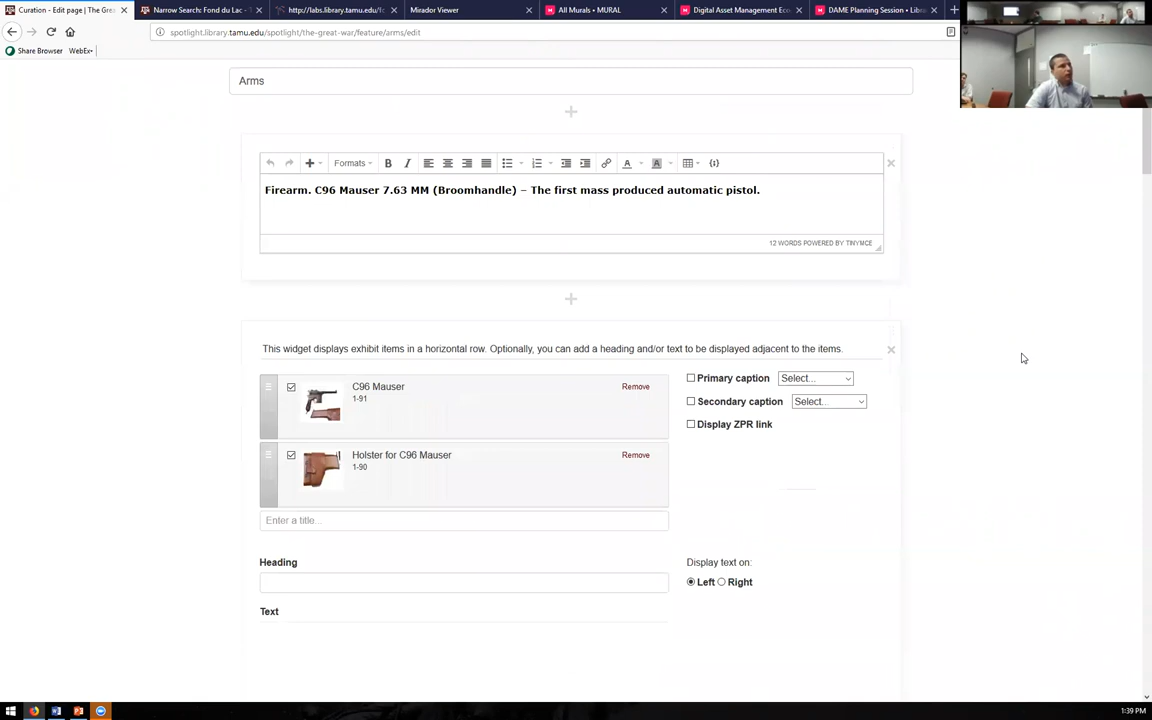 Curation - Edit page | The Grea
Narrow Search: Fond du Lac - T
http://labs.library.tamu.edu/fc
Mirador Viewer
All Murals • MURAL
Digital Asset Management Eco
DAME Planning Session • Libra
spotlight.library.tamu.edu/spotlight/the-great-war/feature/arms/edit
Share Browser WebEx
Arms
Formats
Firearm. C96 Mauser 7.63 MM (Broomhandle) – The first mass produced automatic pistol.
12 WORDS POWERED BY TINYMCE
This widget displays exhibit items in a horizontal row. Optionally, you can add a heading and/or text to be displayed adjacent to the items.
C96 Mauser
1-91
Remove
Primary caption Select...
Secondary caption Select...
Display ZPR link
Holster for C96 Mauser
1-90
Remove
Enter a title...
Heading
Display text on:
Left Right
Text
1:39 PM